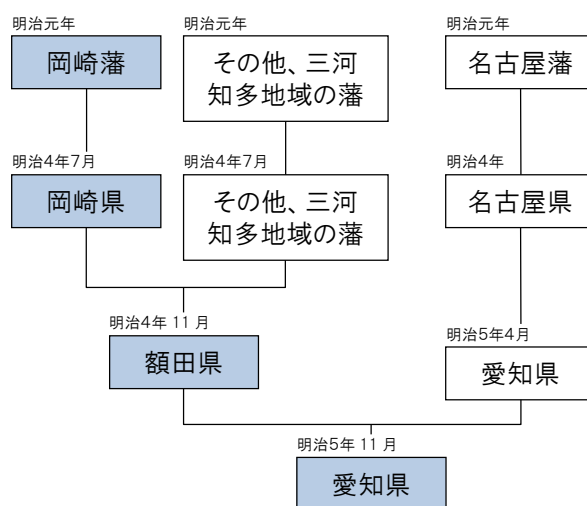 明治元年
岡崎藩
明治元年
その他、三河
知多地域の藩
明治元年
名古屋藩
明治4年7月
岡崎県
明治4年7月
その他、三河
知多地域の藩
明治4年
名古屋県
明治4年11月
額田県
明治5年4月
愛知県
明治5年11月
愛知県